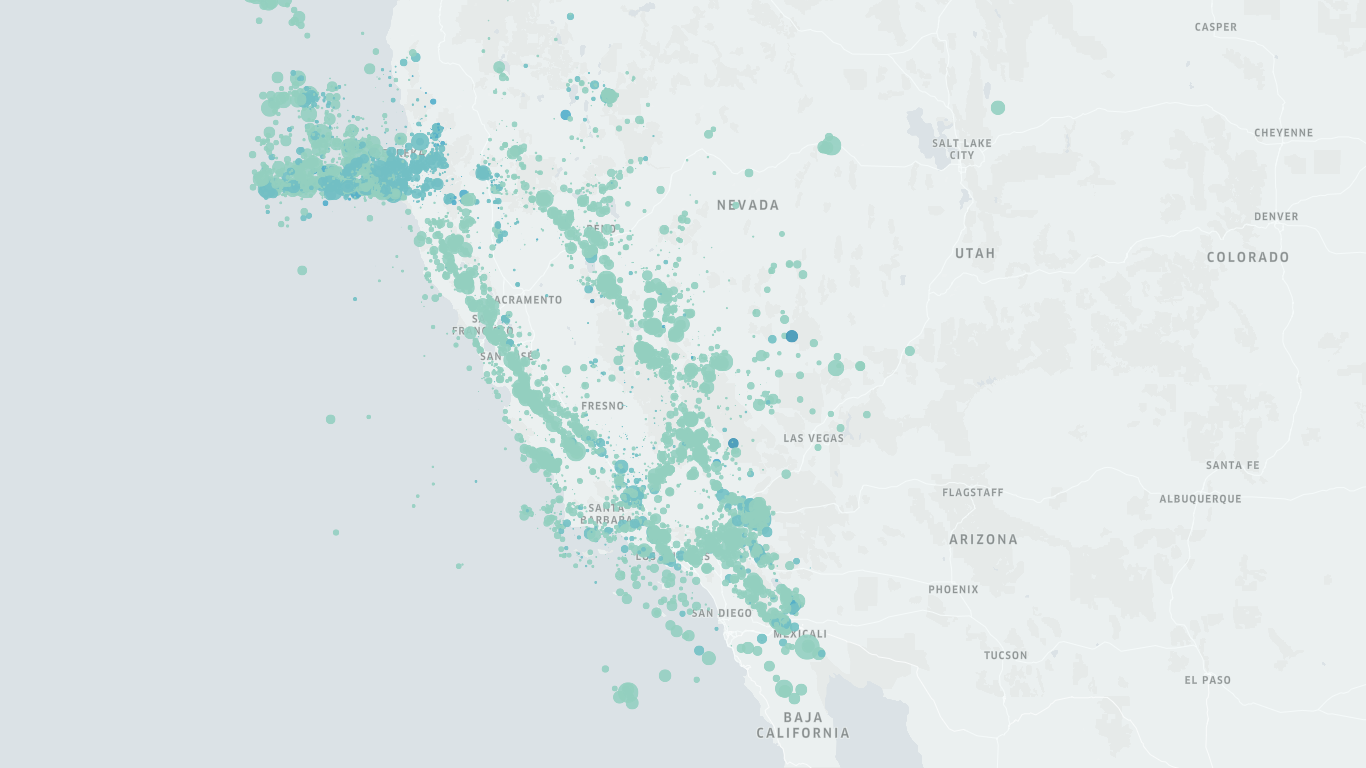 CASPER
CHEYENNE
SALT LAKE
CITY
NEVADA
DENVER
UTAH
COLORADO
RENO
SACRAMENTO
SAN
FRANCISCO
SAN JOSE
FRESNO
LAS VEGAS
SANTA FE
FLAGSTAFF
ALBUQUERQUE
SANTA
BARBARA
ARIZONA
LOS ANGELES
PHOENIX
SAN DIEGO
MEXICALI
TUCSON
EL PASO
BAJA
CALIFORNIA